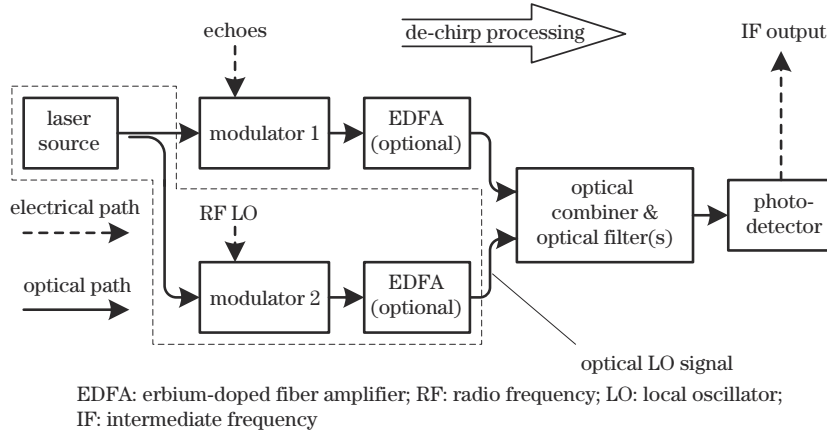 echoes
de-chirp processing
IF output
laser
source
modulator 1
EDFA
(optional)
electrical path
RF LO
optical
combiner &
optical filter(s)
photo-
detector
optical path
modulator 2
EDFA
(optional)
optical LO signal
EDFA: erbium-doped fiber amplifier; RF: radio frequency; LO: local oscillator;
IF: intermediate frequency